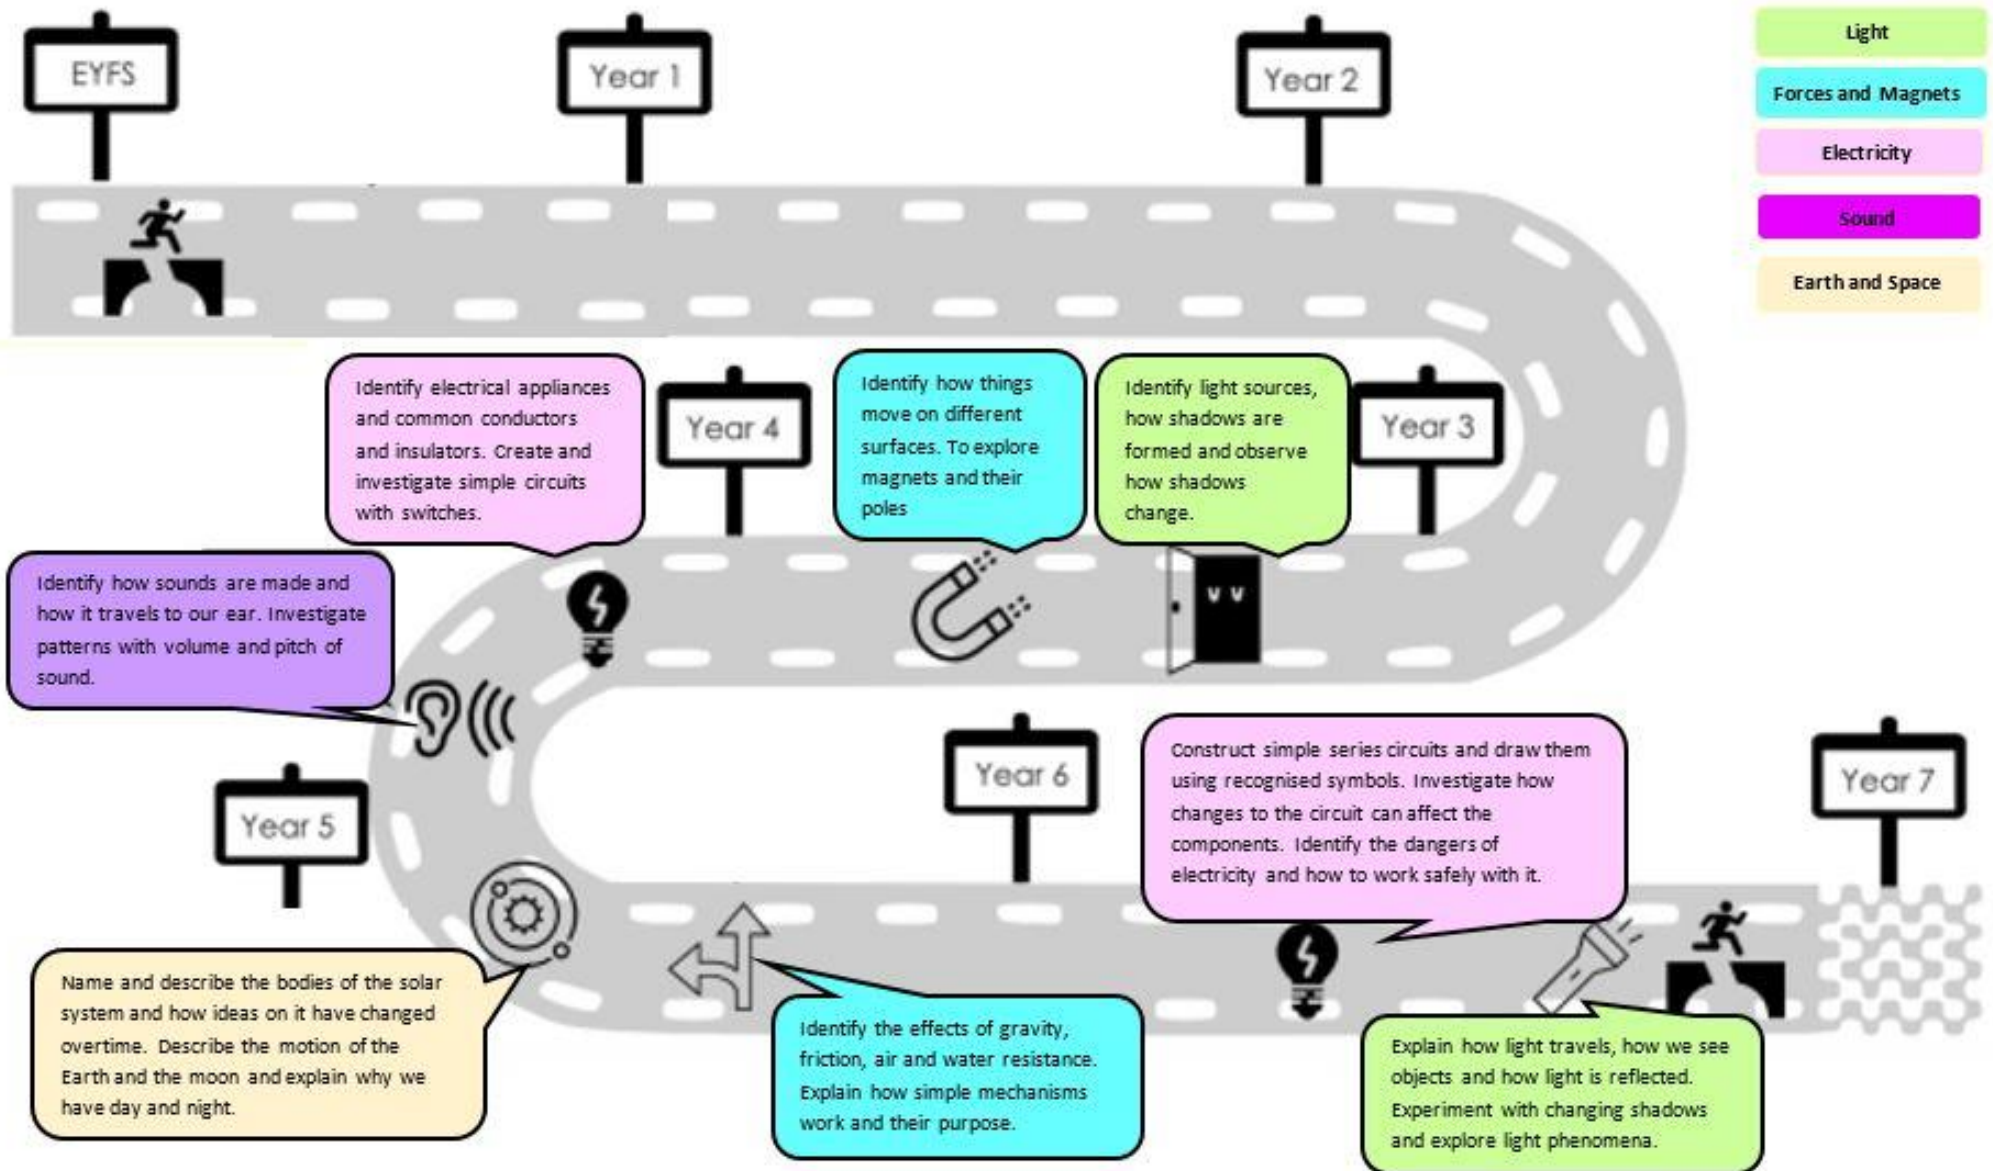 EYFS
Year 1
Year 2
Light
Forces and Magnets
Electricity
Sound
Earth and Space
Identify electrical appliances
and common conductors
and insulators. Create and
investigate simple circuits
with switches.
Year 4
Identify how things
move on different
surfaces. To explore
magnets and their
poles
Identify light sources,
how shadows are
formed and observe
how shadows
change.
Year 3
Identify how sounds are made and
how it travels to our ear. Investigate
patterns with volume and pitch of
sound.
Year 5
Year 6
Construct simple series circuits and draw them
using recognised symbols. Investigate how
changes to the circuit can affect the
components. Identify the dangers of
electricity and how to work safely with it.
Year 7
Name and describe the bodies of the solar
system and how ideas on it have changed
overtime. Describe the motion of the
Earth and the moon and explain why we
have day and night.
Identify the effects of gravity,
friction, air and water resistance.
Explain how simple mechanisms
work and their purpose.
Explain how light travels, how we see
objects and how light is reflected.
Experiment with changing shadows
and explore light phenomena.